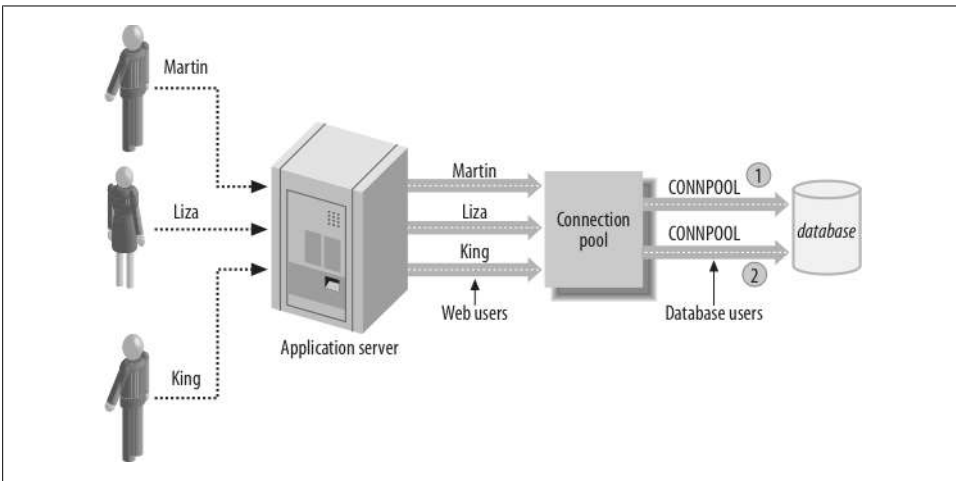 Martin
Liza
King
Application server
Martin
Liza
King
Web users
Connection
pool
CONNPOOL
1
CONNPOOL
2
Database users
database